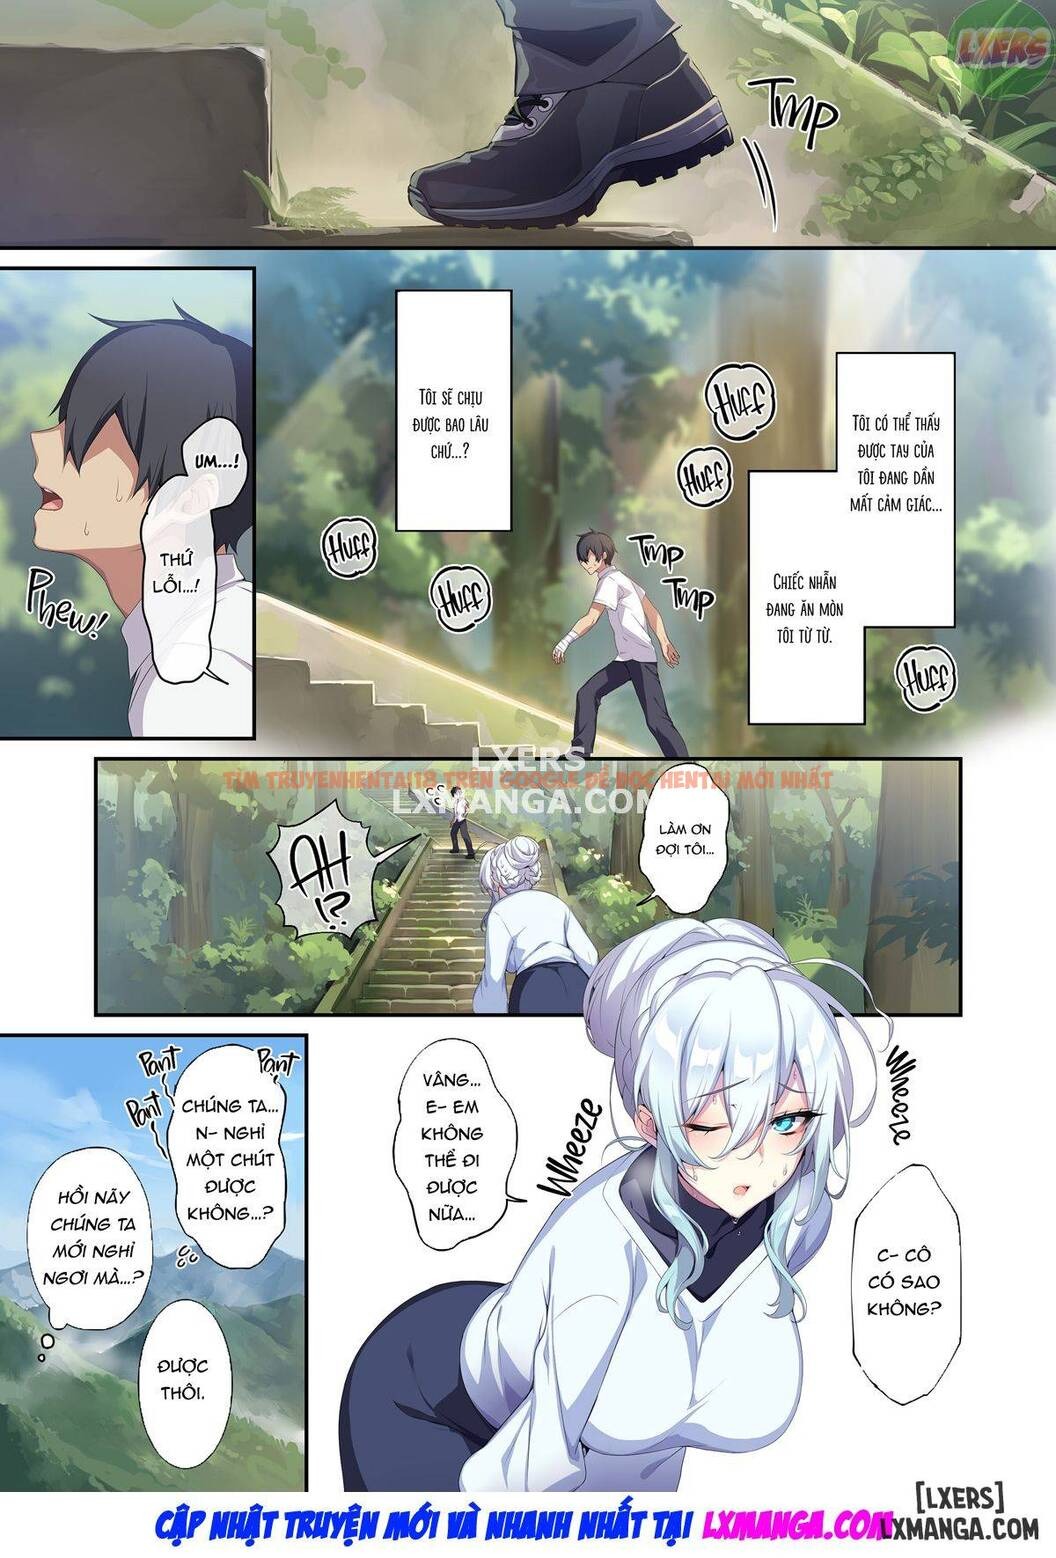 LXERS
Tmp
UM...!
THỨ
LỖI...!
Phew!
TÔI SẼ CHỊU
ĐƯỢC BAO LÂU
CHỨ...?
TÔI CÓ THỂ THẤY
ĐƯỢC TAY CỦA
TÔI ĐANG DẦN
MẤT CẢM GIÁC...
CHIẾC NHẪN
ĐANG ĂN MÒN
TÔI TỪ TỪ.
Huff
Huff
Huff
Huff
Huff
Tmp
Tmp
LXERS
TÌM TRUYENHENTAI18 TRÊN GOOGLE ĐỂ ĐỌC HENTAI MỚI NHẤT
LXMANGA.COM
AH
!?
LÀM ƠN
ĐỢI TÔI...
Wheeze
Wheeze
C- CÔ
CÓ SAO
KHÔNG?
VÂNG...
E- EM
KHÔNG
THỂ ĐI
ĐƯỢC
NỮA...
Pant
Pant
Pant
CHÚNG TA...
N- NGHỈ
MỘT CHÚT
ĐƯỢC
KHÔNG...?
HỒI NÃY
CHÚNG TA
MỚI NGHỈ
NGƠI MÀ...?
ĐƯỢC
THÔI.
CẬP NHẬT TRUYỆN MỚI VÀ NHANH NHẤT TẠI LXMANGA.COM
[LXERS]
LXMANGA.COM